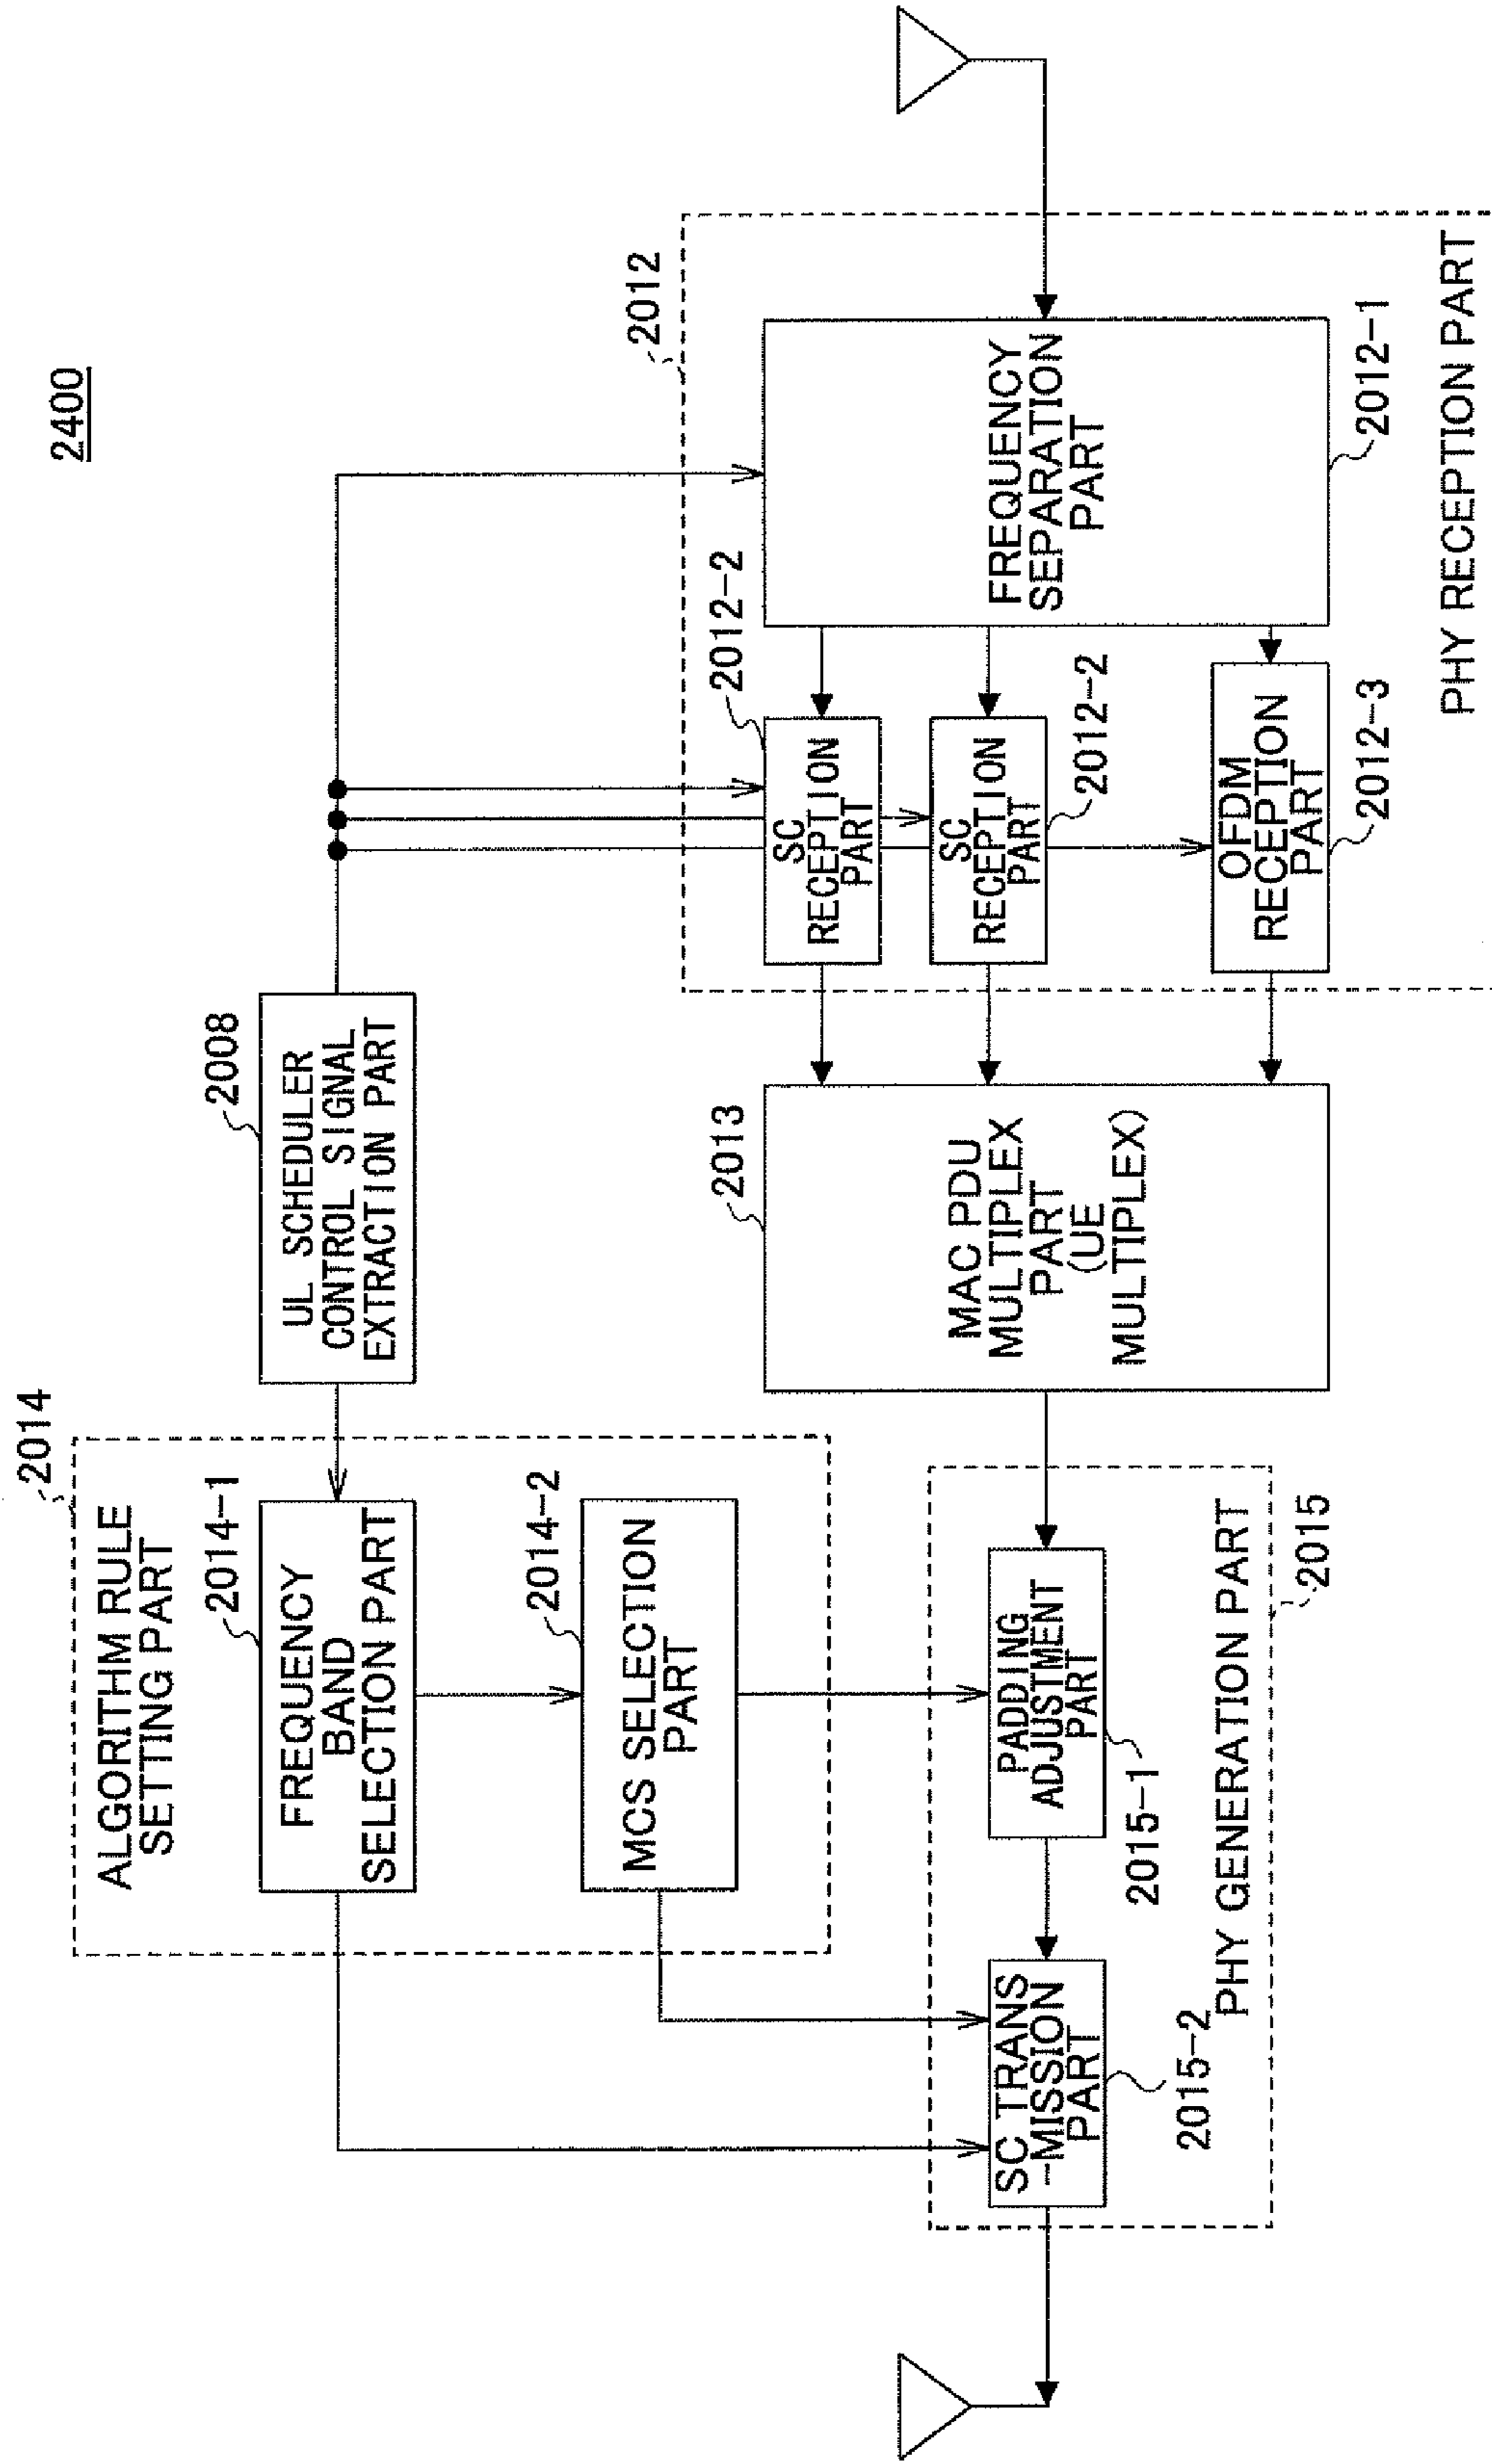 2400
2014
ALGORITHM RULE
SETTING PART
2014-1
FREQUENCY
BAND
SELECTION PART
2014-2
MCS SELECTION
PART
2008
UL SCHEDULER
CONTROL SIGNAL
EXTRACTION PART
2012
2012-2
SC
RECEPTION
PART
SC
RECEPTION
PART
2012-2
OFDM
RECEPTION
PART
2012-3
FREQUENCY
SEPARATION
PART
2012-1
PHY RECEPTION PART
2013
MAC PDU
MULTIPLEX
PART
(UE
MULTIPLEX)
PADDING
ADJUSTMENT
PART
2015-1
SC TRANS
-MISSION
PART
2015-2
PHY GENERATION PART
2015